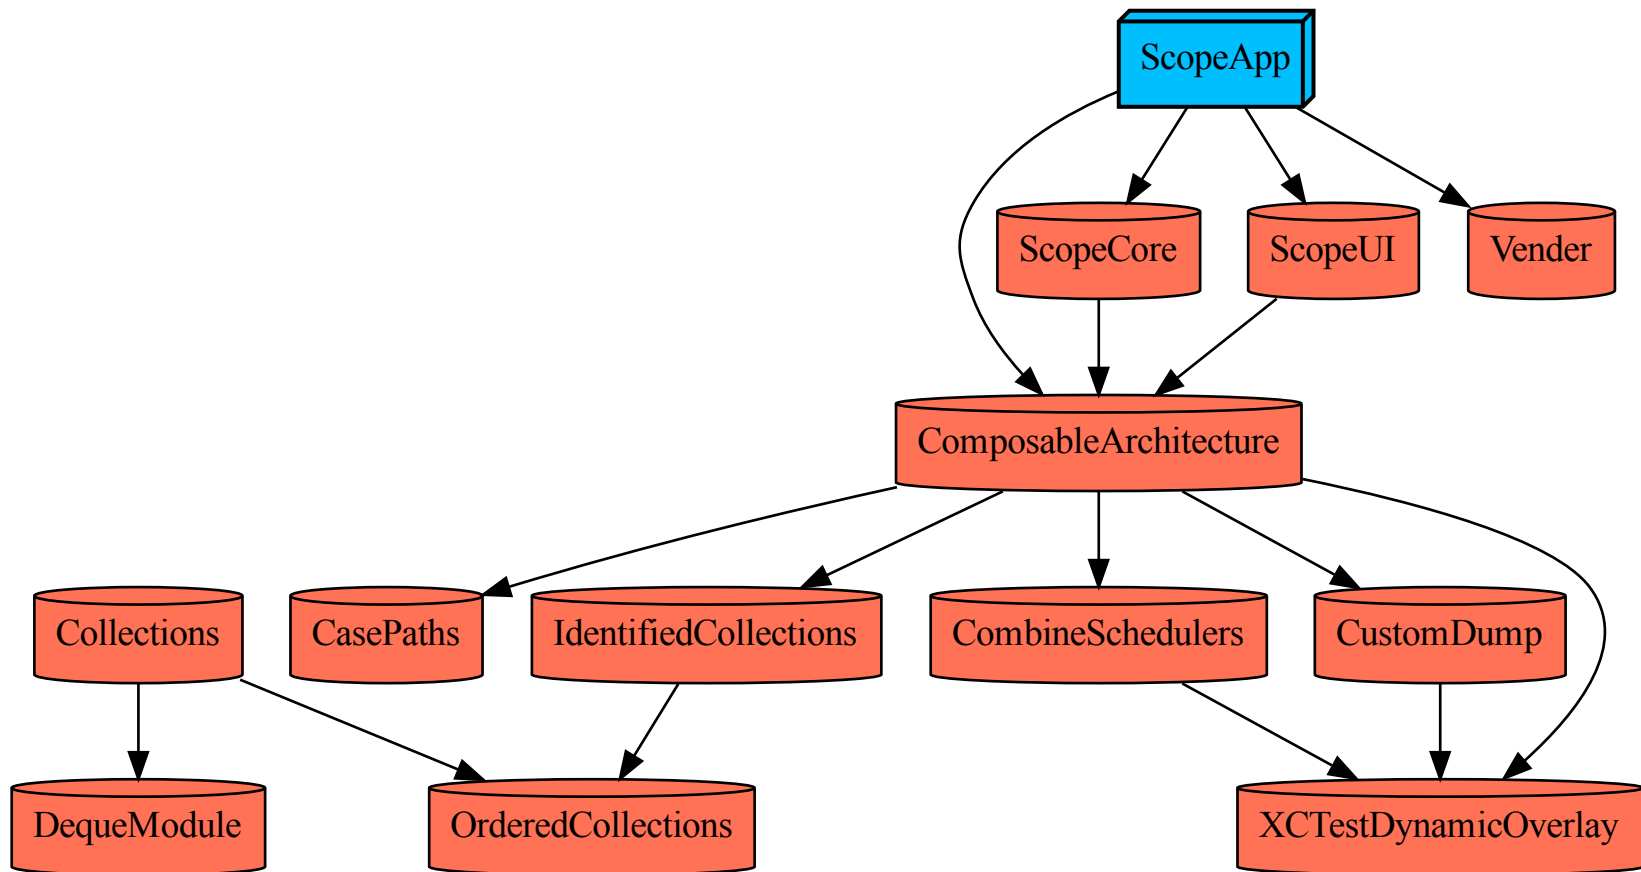 ScopeApp
ScopeCore
ScopeUI
Vender
ComposableArchitecture
Collections
CasePaths
IdentifiedCollections
CombineSchedulers
CustomDump
DequeModule
OrderedCollections
XCTestDynamicOverlay